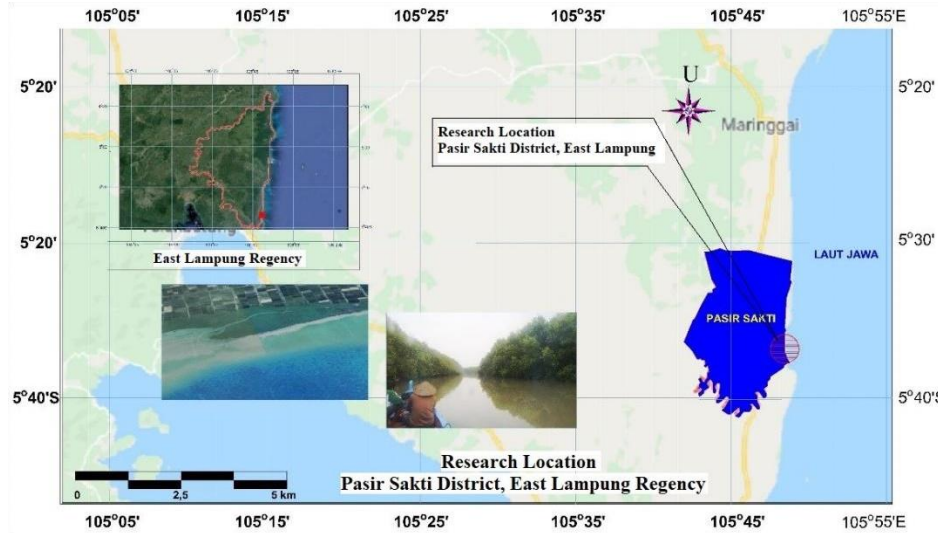 105°05' 105°15' 105°25' 105°35' 105°45' 105°55'E
5°20' 5°20'
U
Maringgai
Research Location
Pasir Sakti District, East Lampung
5°20' 5°30'
East Lampung Regency
LAUT JAWA
PASIR SAKTI
5°40' 5°40'S
Research Location
Pasir Sakti District, East Lampung Regency
0 2,5 5 km
105°05' 105°15' 105°25' 105°35' 105°45' 105°55'E